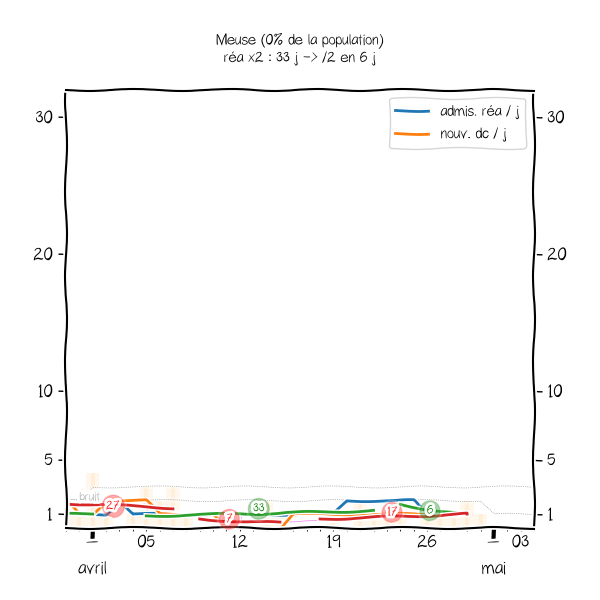 Meuse (0% de la population)
réa x2 : 33 j -> /2 en 6 j
admis. réa / j
nouv. dc / j
30 30
20 20
10 10
5 5
1 1
... bruit
27 7 33 17 6
1 05 12 19 26 1 03
avril mai